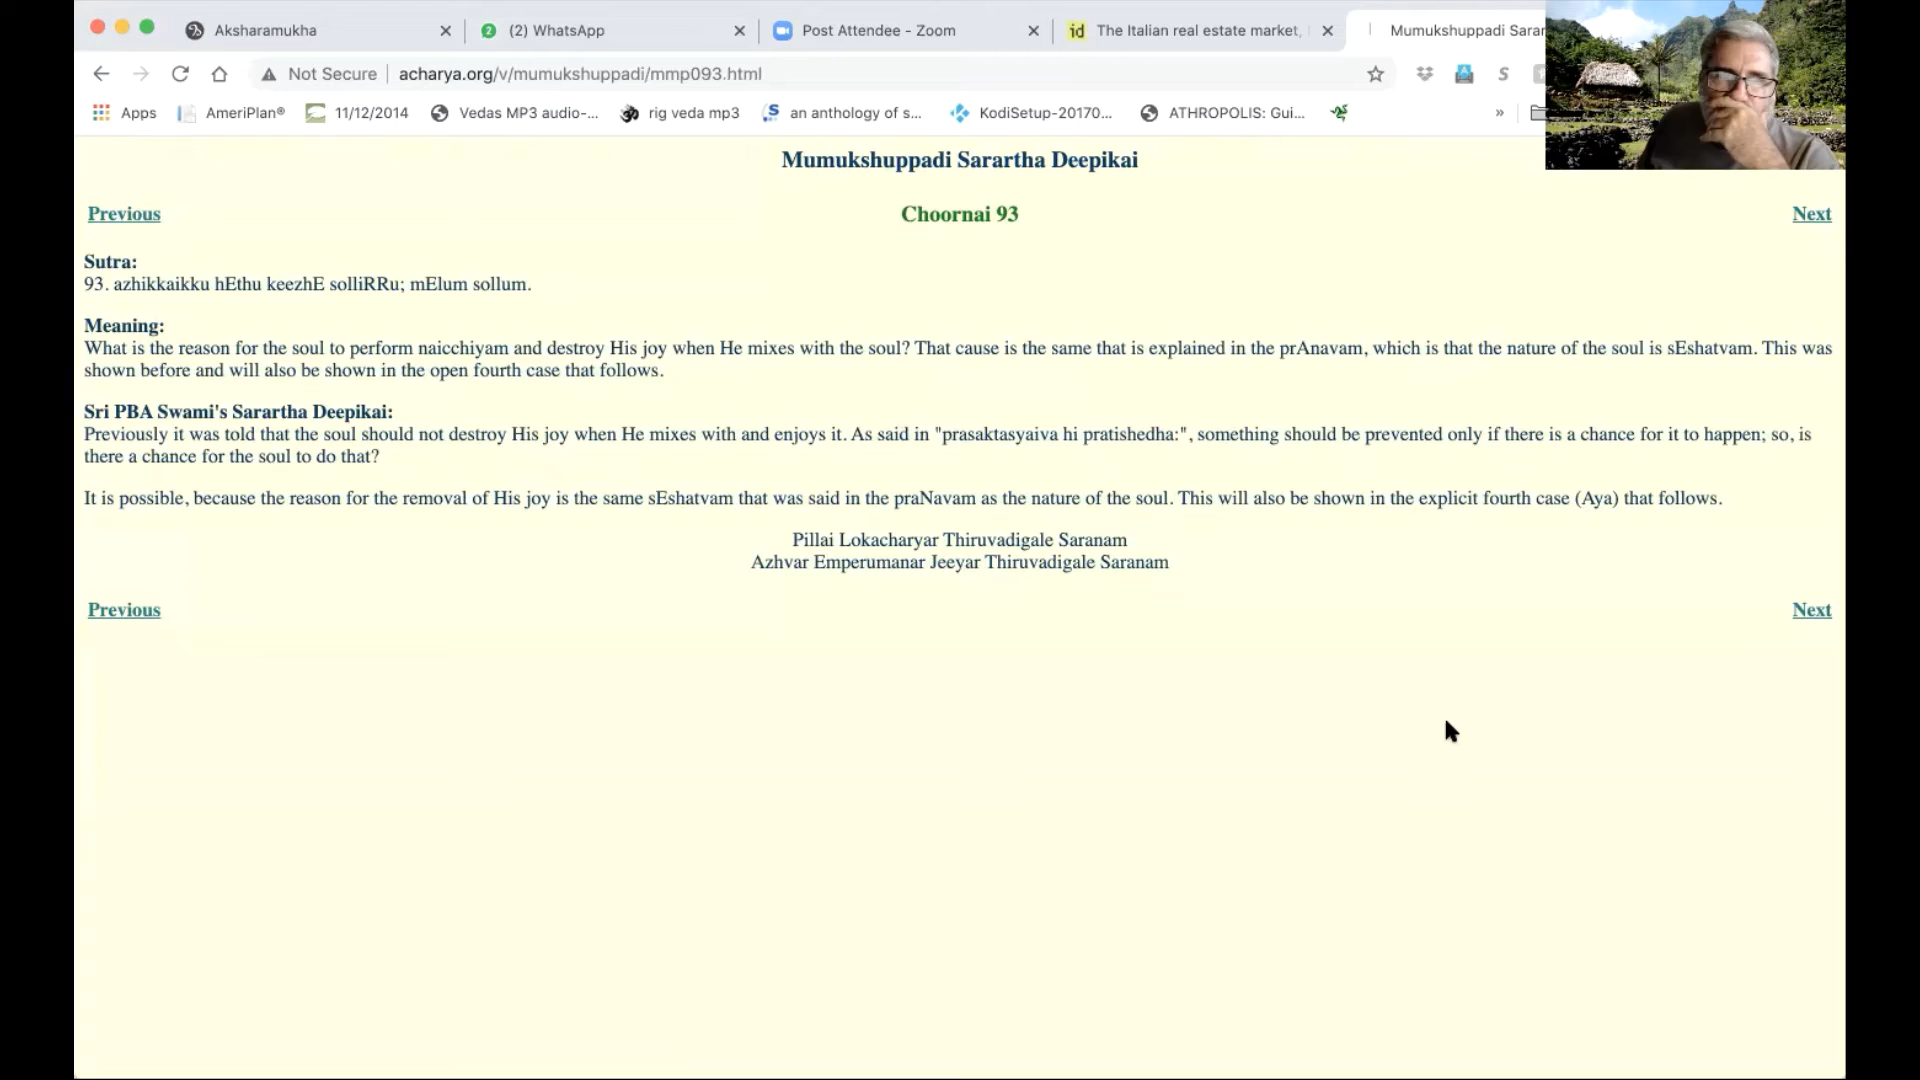 Aksharamukha
(2) WhatsApp
Post Attendee - Zoom
id The Italian real estate market,
Mumukshuppadi Sarar
Not Secure acharya.org/v/mumukshuppadi/mmp093.html
Apps AmeriPlan® 11/12/2014 Vedas MP3 audio-... rig veda mp3 an anthology of s... KodiSetup-20170... ATHROPOLIS: Gui... »
Mumukshuppadi Sarartha Deepikai
Previous Choornai 93 Next
Sutra:
93. azhikkaikku hEthu keezhE solliRRu; mElum sollum.
Meaning:
What is the reason for the soul to perform naicchiyam and destroy His joy when He mixes with the soul? That cause is the same that is explained in the prAnavam, which is that the nature of the soul is sEshatvam. This was
shown before and will also be shown in the open fourth case that follows.
Sri PBA Swami's Sarartha Deepikai:
Previously it was told that the soul should not destroy His joy when He mixes with and enjoys it. As said in "prasaktasyaiva hi pratishedha:", something should be prevented only if there is a chance for it to happen; so, is
there a chance for the soul to do that?
It is possible, because the reason for the removal of His joy is the same sEshatvam that was said in the praNavam as the nature of the soul. This will also be shown in the explicit fourth case (Aya) that follows.
Pillai Lokacharyar Thiruvadigale Saranam
Azhvar Emperumanar Jeeyar Thiruvadigale Saranam
Previous Next